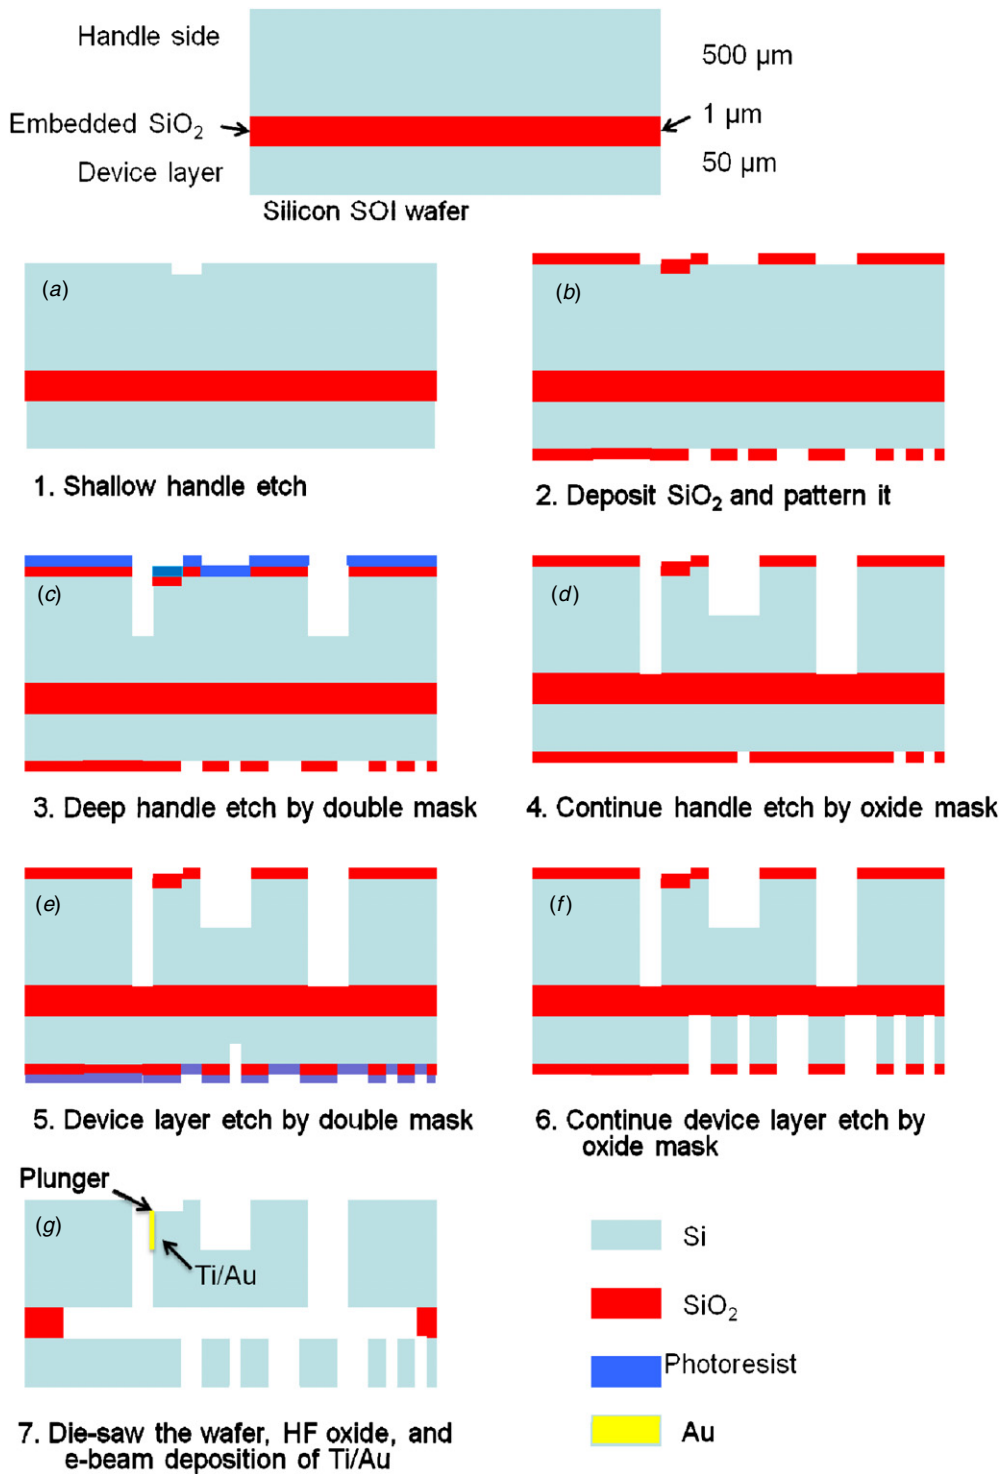 Handle side
500 µm
Embedded SiO₂
1 µm
Device layer
50 µm
Silicon SOI wafer
(a)
(b)
1. Shallow handle etch
2. Deposit SiO₂ and pattern it
(c)
(d)
3. Deep handle etch by double mask
4. Continue handle etch by oxide mask
(e)
(f)
5. Device layer etch by double mask
6. Continue device layer etch by
oxide mask
Plunger
(g)
Ti/Au
7. Die-saw the wafer, HF oxide, and
e-beam deposition of Ti/Au
Si
SiO₂
Photoresist
Au